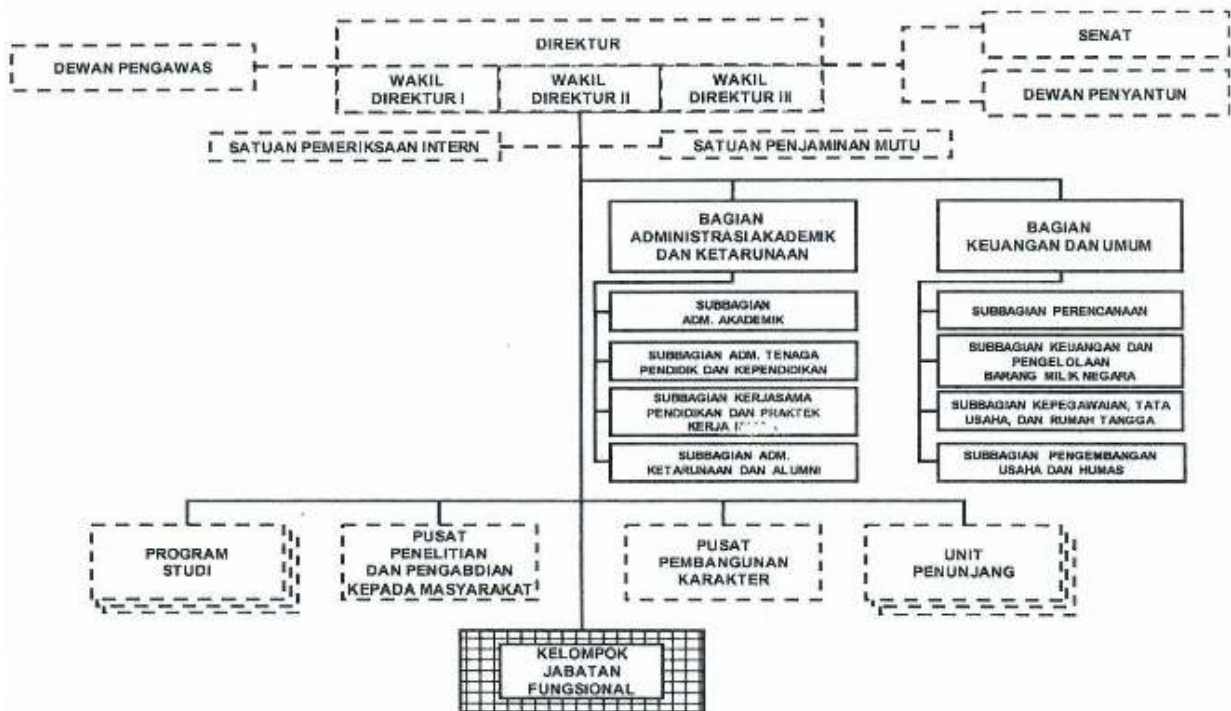 DIREKTUR
DEWAN PENGAWAS
WAKIL
DIREKTUR I
WAKIL
DIREKTUR II
WAKIL
DIREKTUR III
SENAT
DEWAN PENYANTUN
SATUAN PEMERIKSAAN INTERN
SATUAN PENJAMINAN MUTU
BAGIAN
ADMINISTRASI AKADEMIK
DAN KETARUNAAN
SUBBAGIAN
ADM. AKADEMIK
SUBBAGIAN ADM. TENAGA
PENDIDIK DAN KEPENDIDIKAN
SUBBAGIAN KERJASAMA
PENDIDIKAN DAN PRAKTEK
KERJA
SUBBAGIAN ADM.
KETARUNAAN DAN ALUMNI
BAGIAN
KEUANGAN DAN UMUM
SUBBAGIAN PERENCANAAN
SUBBAGIAN KEUANGAN DAN
PENGELOLAAN
BARANG MILIK NEGARA
SUBBAGIAN KEPEGAWAIAN, TATA
USAHA, DAN RUMAH TANGGA
SUBBAGIAN PENGEMBANGAN
USAHA DAN HUMAS
PROGRAM
STUDI
PUSAT
PENELITIAN
DAN PENGABDIAN
KEPADA MASYARAKAT
PUSAT
PEMBANGUNAN
KARAKTER
UNIT
PENUNJANG
KELOMPOK
JABATAN
FUNGSIONAL